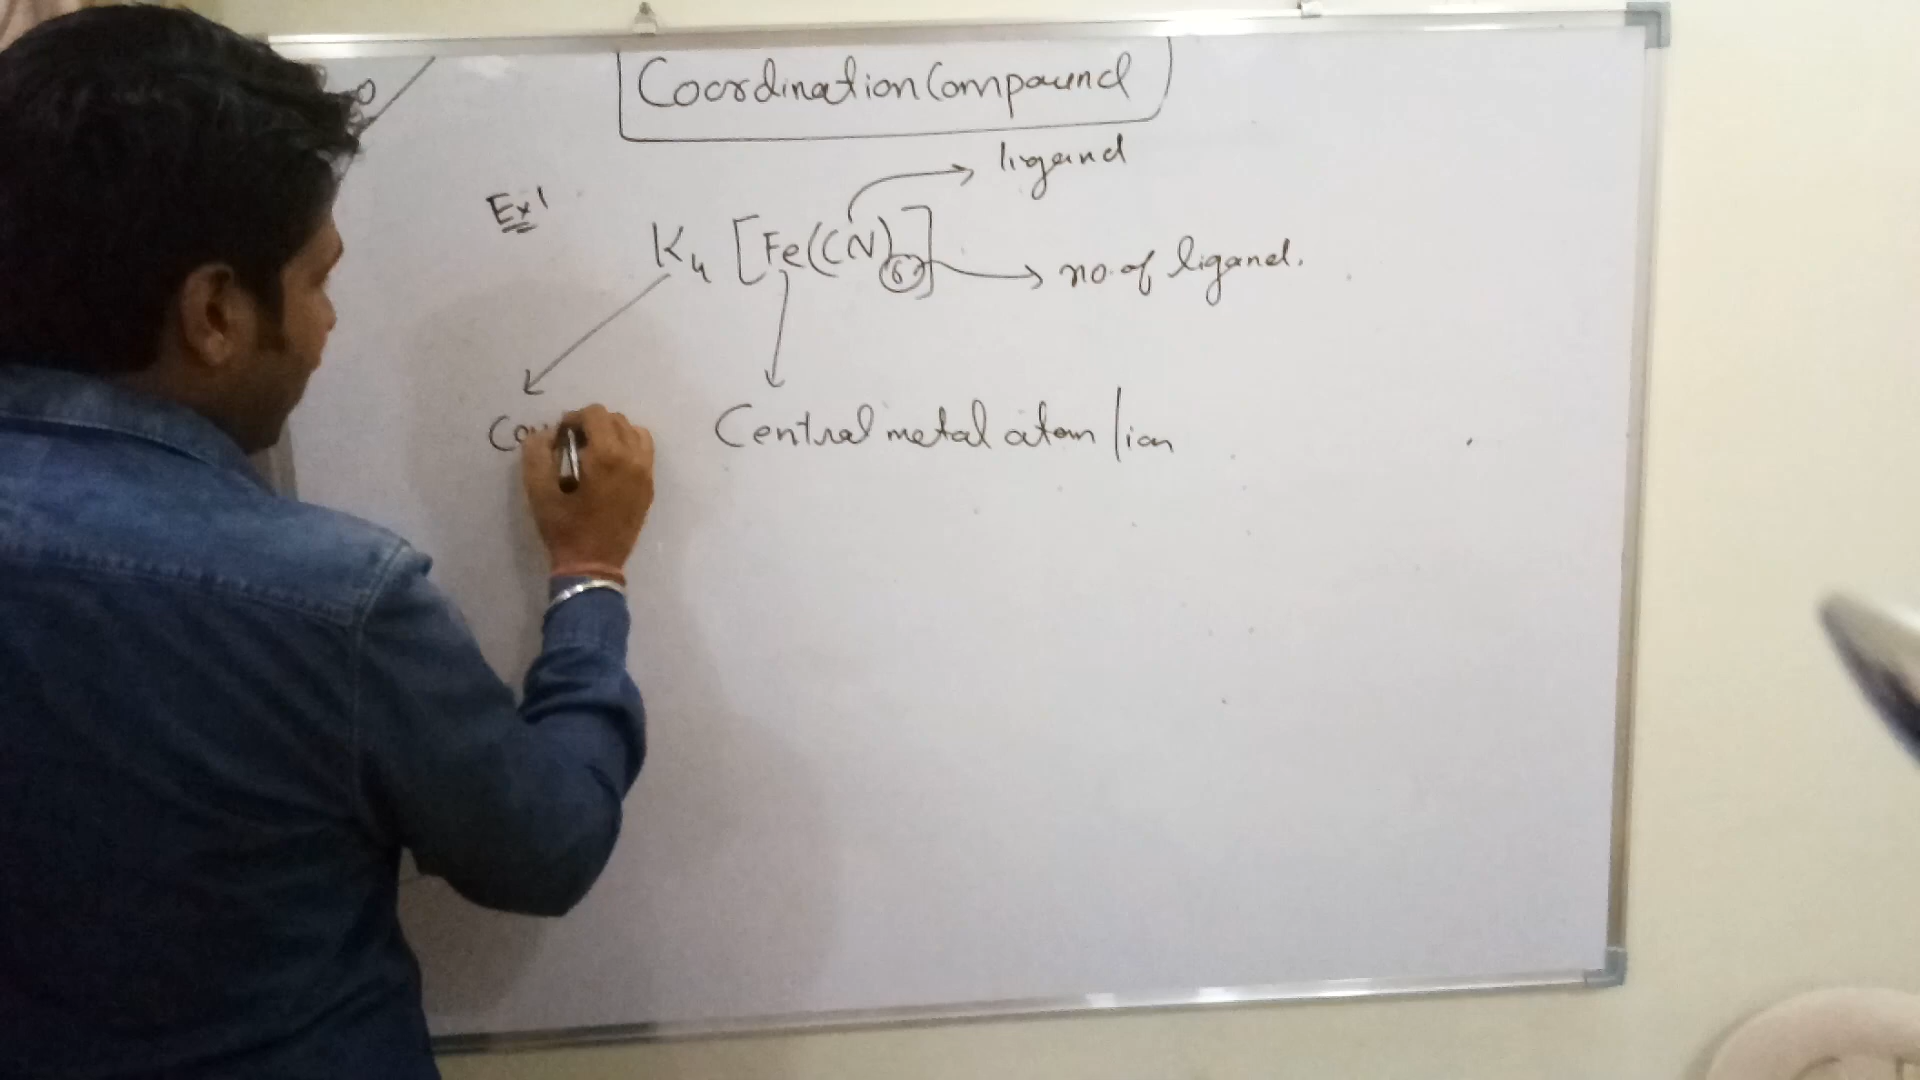 Coordination Compound
ligand
Ex!
K4 [Fe(CN)6]
no. of ligand.
Central metal atom / ion